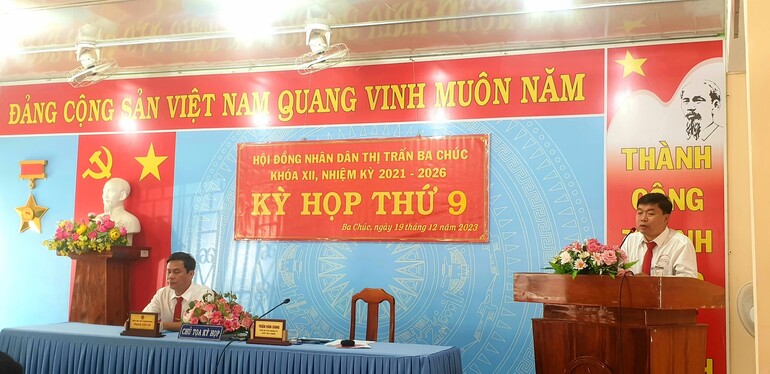 ĐẢNG CỘNG SẢN VIỆT NAM QUANG VINH MUÔN NĂM
HỘI ĐỒNG NHÂN DÂN THỊ TRẤN BA CHÚC
KHÓA XII, NHIỆM KỲ 2021 - 2026
KỲ HỌP THỨ 9
Ba Chúc, ngày 19 tháng 12 năm 2023
THÀNH
CÔNG
CHỦ TỌA KỲ HỌP